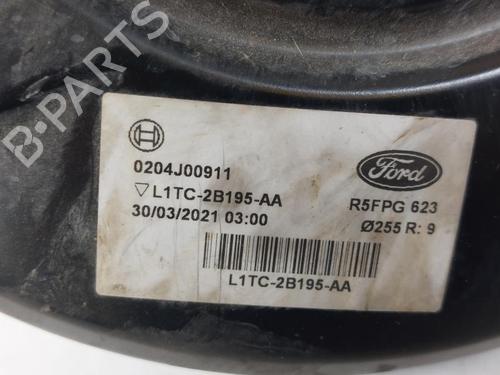 B-PARTS
0204J00911
Ford
▽L1TC-2B195-AA
R5FPG 623
30/03/2021 03:00
Ø255 R: 9
L1TC-2B195-AA